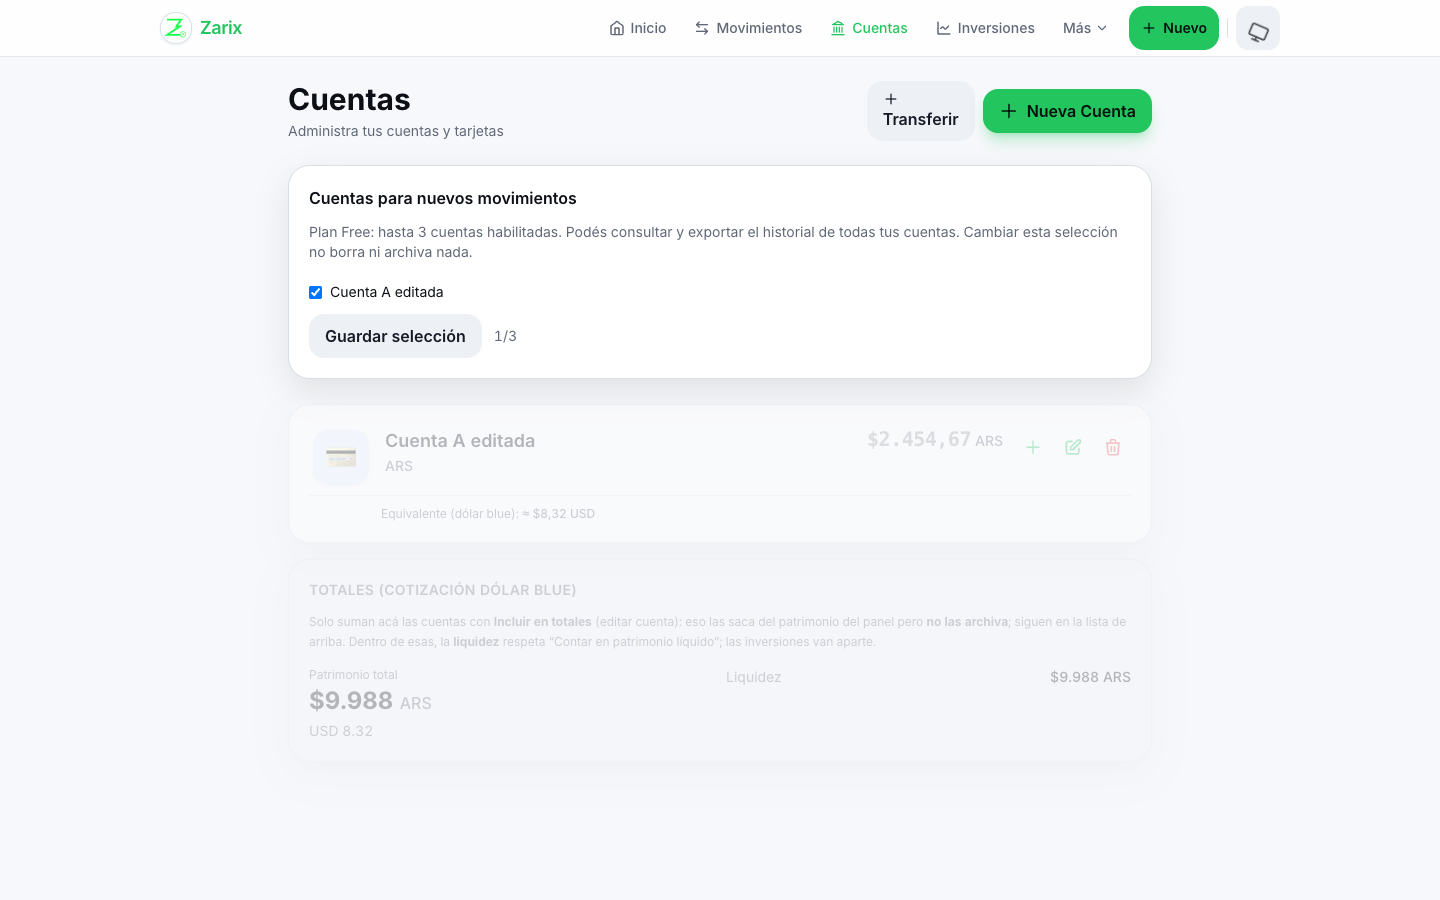 Zarix
Inicio
Movimientos
Cuentas
Inversiones
Más
Nuevo
Cuentas
Administra tus cuentas y tarjetas
Transferir
Nueva Cuenta
Cuentas para nuevos movimientos
Plan Free: hasta 3 cuentas habilitadas. Podés consultar y exportar el historial de todas tus cuentas. Cambiar esta selección
no borra ni archiva nada.
Cuenta A editada
Guardar selección
1/3
Cuenta A editada
ARS
$2.454,67 ARS
Equivalente (dólar blue): ≈ $8,32 USD
TOTALES (COTIZACIÓN DÓLAR BLUE)
Solo suman acá las cuentas con Incluir en totales (editar cuenta): eso las saca del patrimonio del panel pero no las archiva; siguen en la lista de
arriba. Dentro de esas, la liquidez respeta “Contar en patrimonio líquido”; las inversiones van aparte.
Patrimonio total
$9.988 ARS
USD 8.32
Liquidez
$9.988 ARS